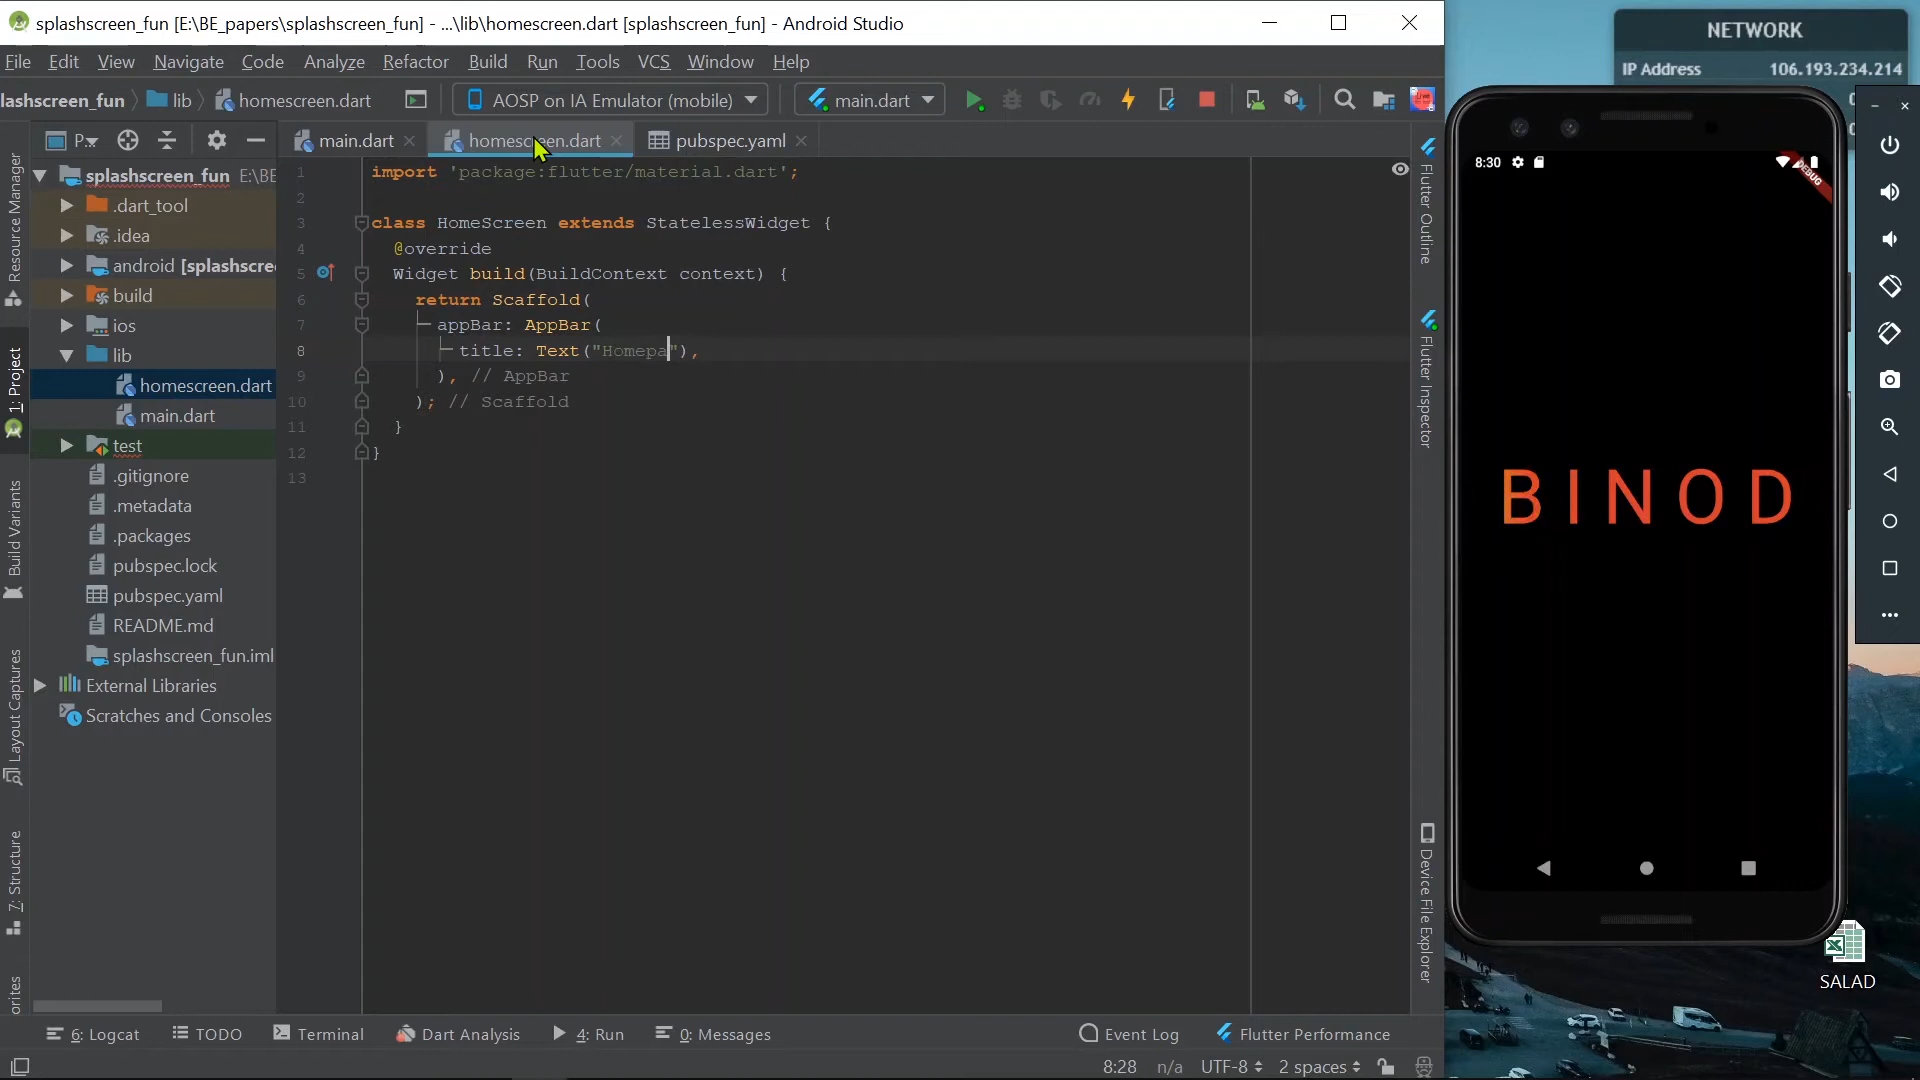 splashscreen_fun [E:\BE_papers\splashscreen_fun] - ...\lib\homescreen.dart [splashscreen_fun] - Android Studio
File Edit View Navigate Code Analyze Refactor Build Run Tools VCS Window Help
lashscreen_fun lib homescreen.dart AOSP on IA Emulator (mobile) main.dart
P.. main.dart homescreen.dart pubspec.yaml
splashscreen_fun E:\BE
.dart_tool
.idea
android [splashscre
build
ios
lib
homescreen.dart
main.dart
test
.gitignore
.metadata
.packages
pubspec.lock
pubspec.yaml
README.md
splashscreen_fun.iml
External Libraries
Scratches and Consoles
Resource Manager
1: Project
Build Variants
Layout Captures
7: Structure
orites
1 import 'package:flutter/material.dart';
2
3 class HomeScreen extends StatelessWidget {
4 @override
5 Widget build(BuildContext context) {
6 return Scaffold(
7 appBar: AppBar(
8 title: Text("Homepa"),
9 ), // AppBar
10 ); // Scaffold
11 }
12 }
13
Flutter Outline
Flutter Inspector
Device File Explorer
6: Logcat TODO Terminal Dart Analysis 4: Run 0: Messages Event Log Flutter Performance
8:28 n/a UTF-8 2 spaces
NETWORK
IP Address 106.193.234.214
8:30
DEBUG
BINOD
SALAD